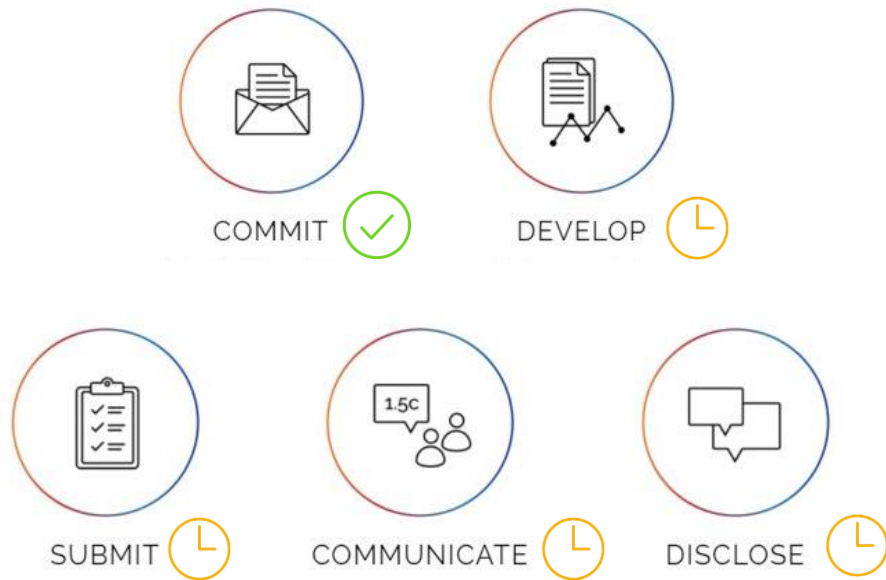 COMMIT
DEVELOP
1.5c
SUBMIT
COMMUNICATE
DISCLOSE